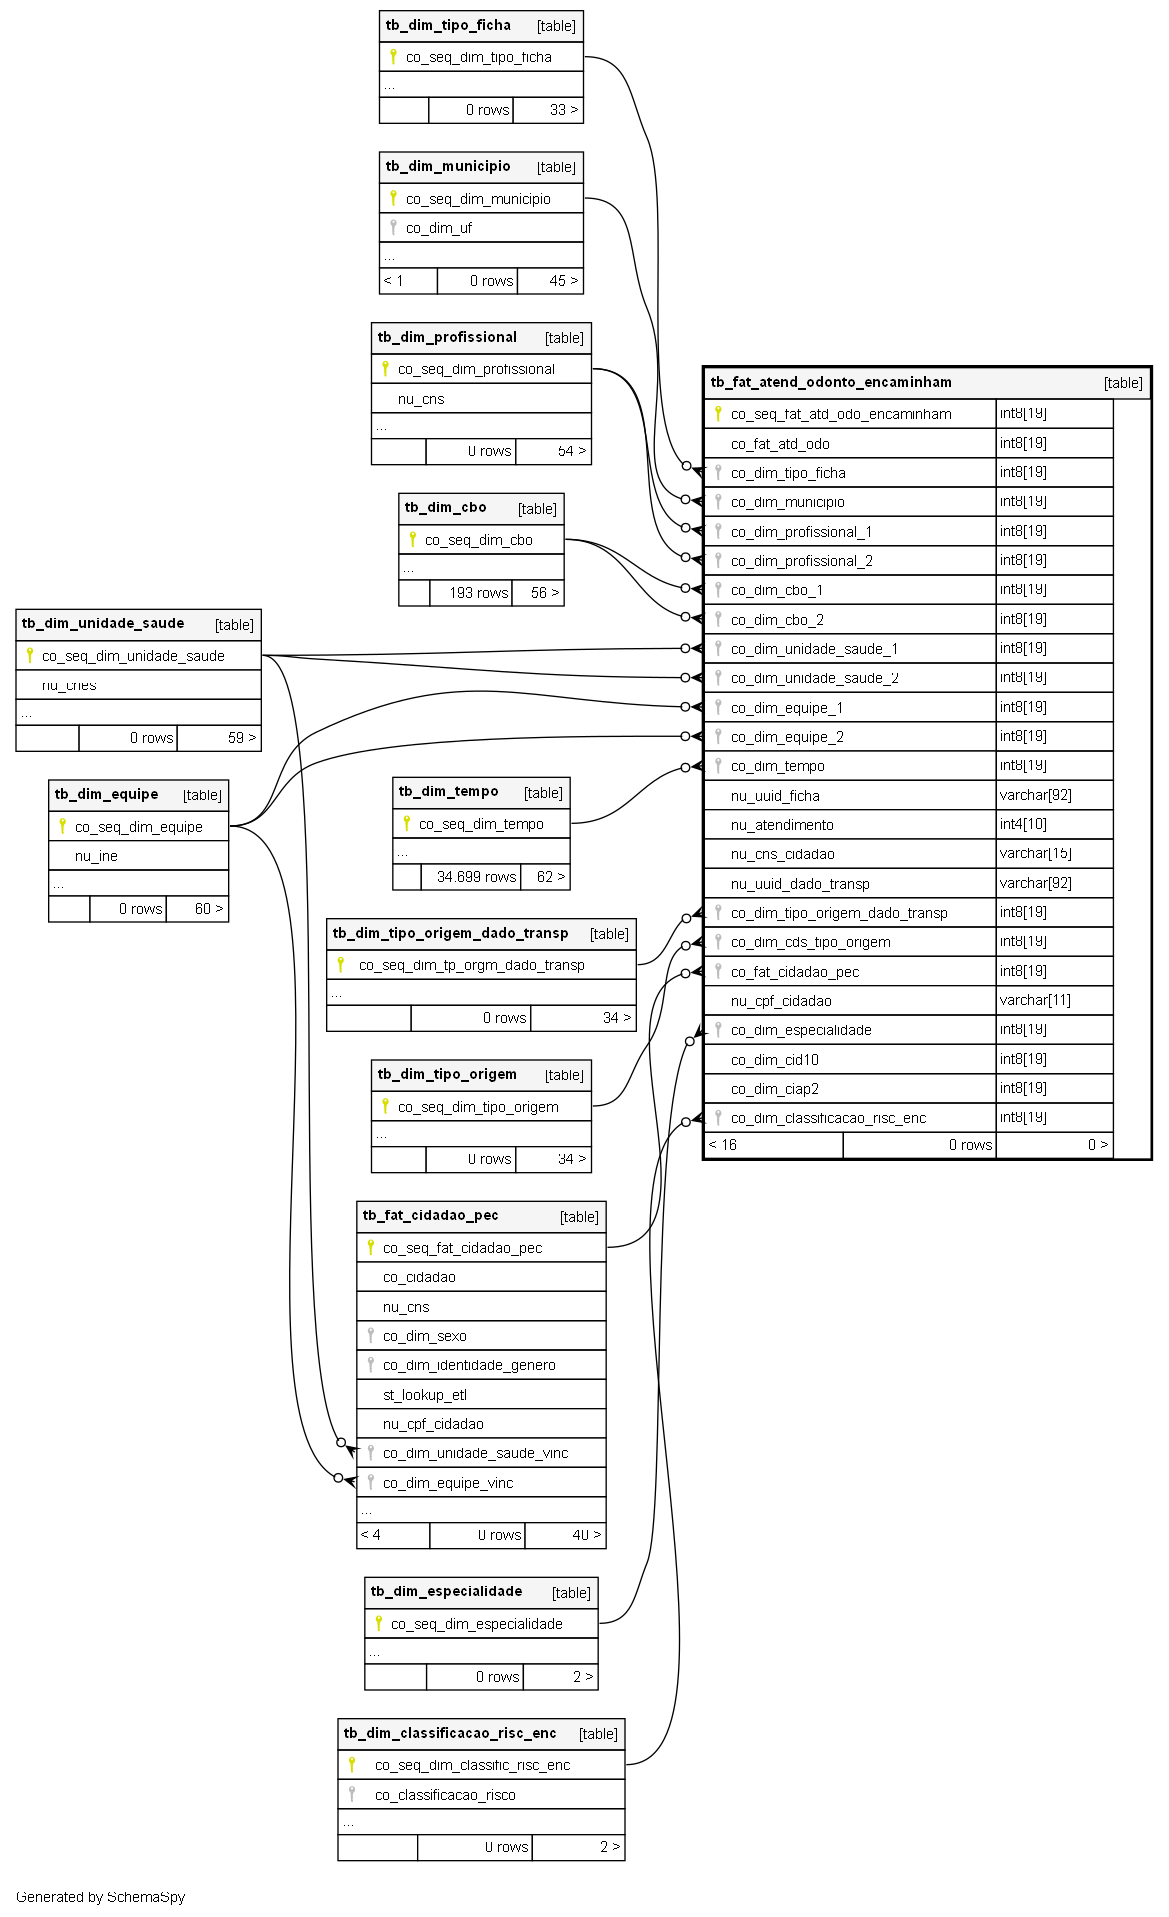 tb_dim_tipo_ficha [table]
co_seq_dim_tipo_ficha
...
0 rows 33 >
tb_dim_municipio [table]
co_seq_dim_municipio
co_dim_uf
...
< 1 0 rows 45 >
tb_dim_profissional [table]
co_seq_dim_profissional
nu_cns
...
0 rows 54 >
tb_dim_cbo [table]
co_seq_dim_cbo
...
193 rows 56 >
tb_dim_unidade_saude [table]
co_seq_dim_unidade_saude
nu_cnes
...
0 rows 59 >
tb_dim_equipe [table]
co_seq_dim_equipe
nu_ine
...
0 rows 60 >
tb_dim_tempo [table]
co_seq_dim_tempo
...
34.699 rows 62 >
tb_dim_tipo_origem_dado_transp [table]
co_seq_dim_tp_orgm_dado_transp
...
0 rows 34 >
tb_dim_tipo_origem [table]
co_seq_dim_tipo_origem
...
0 rows 34 >
tb_fat_cidadao_pec [table]
co_seq_fat_cidadao_pec
co_cidadao
nu_cns
co_dim_sexo
co_dim_identidade_genero
st_lookup_etl
nu_cpf_cidadao
co_dim_unidade_saude_vinc
co_dim_equipe_vinc
...
< 4 0 rows 40 >
tb_dim_especialidade [table]
co_seq_dim_especialidade
...
0 rows 2 >
tb_dim_classificacao_risc_enc [table]
co_seq_dim_classific_risc_enc
co_classificacao_risco
...
0 rows 2 >
tb_fat_atend_odonto_encaminham [table]
co_seq_fat_atd_odo_encaminham int8[19]
co_fat_atd_odo int8[19]
co_dim_tipo_ficha int8[19]
co_dim_municipio int8[19]
co_dim_profissional_1 int8[19]
co_dim_profissional_2 int8[19]
co_dim_cbo_1 int8[19]
co_dim_cbo_2 int8[19]
co_dim_unidade_saude_1 int8[19]
co_dim_unidade_saude_2 int8[19]
co_dim_equipe_1 int8[19]
co_dim_equipe_2 int8[19]
co_dim_tempo int8[19]
nu_uuid_ficha varchar[92]
nu_atendimento int4[10]
nu_cns_cidadao varchar[15]
nu_uuid_dado_transp varchar[92]
co_dim_tipo_origem_dado_transp int8[19]
co_dim_cds_tipo_origem int8[19]
co_fat_cidadao_pec int8[19]
nu_cpf_cidadao varchar[11]
co_dim_especialidade int8[19]
co_dim_cid10 int8[19]
co_dim_ciap2 int8[19]
co_dim_classificacao_risc_enc int8[19]
< 16 0 rows 0 >
Generated by SchemaSpy